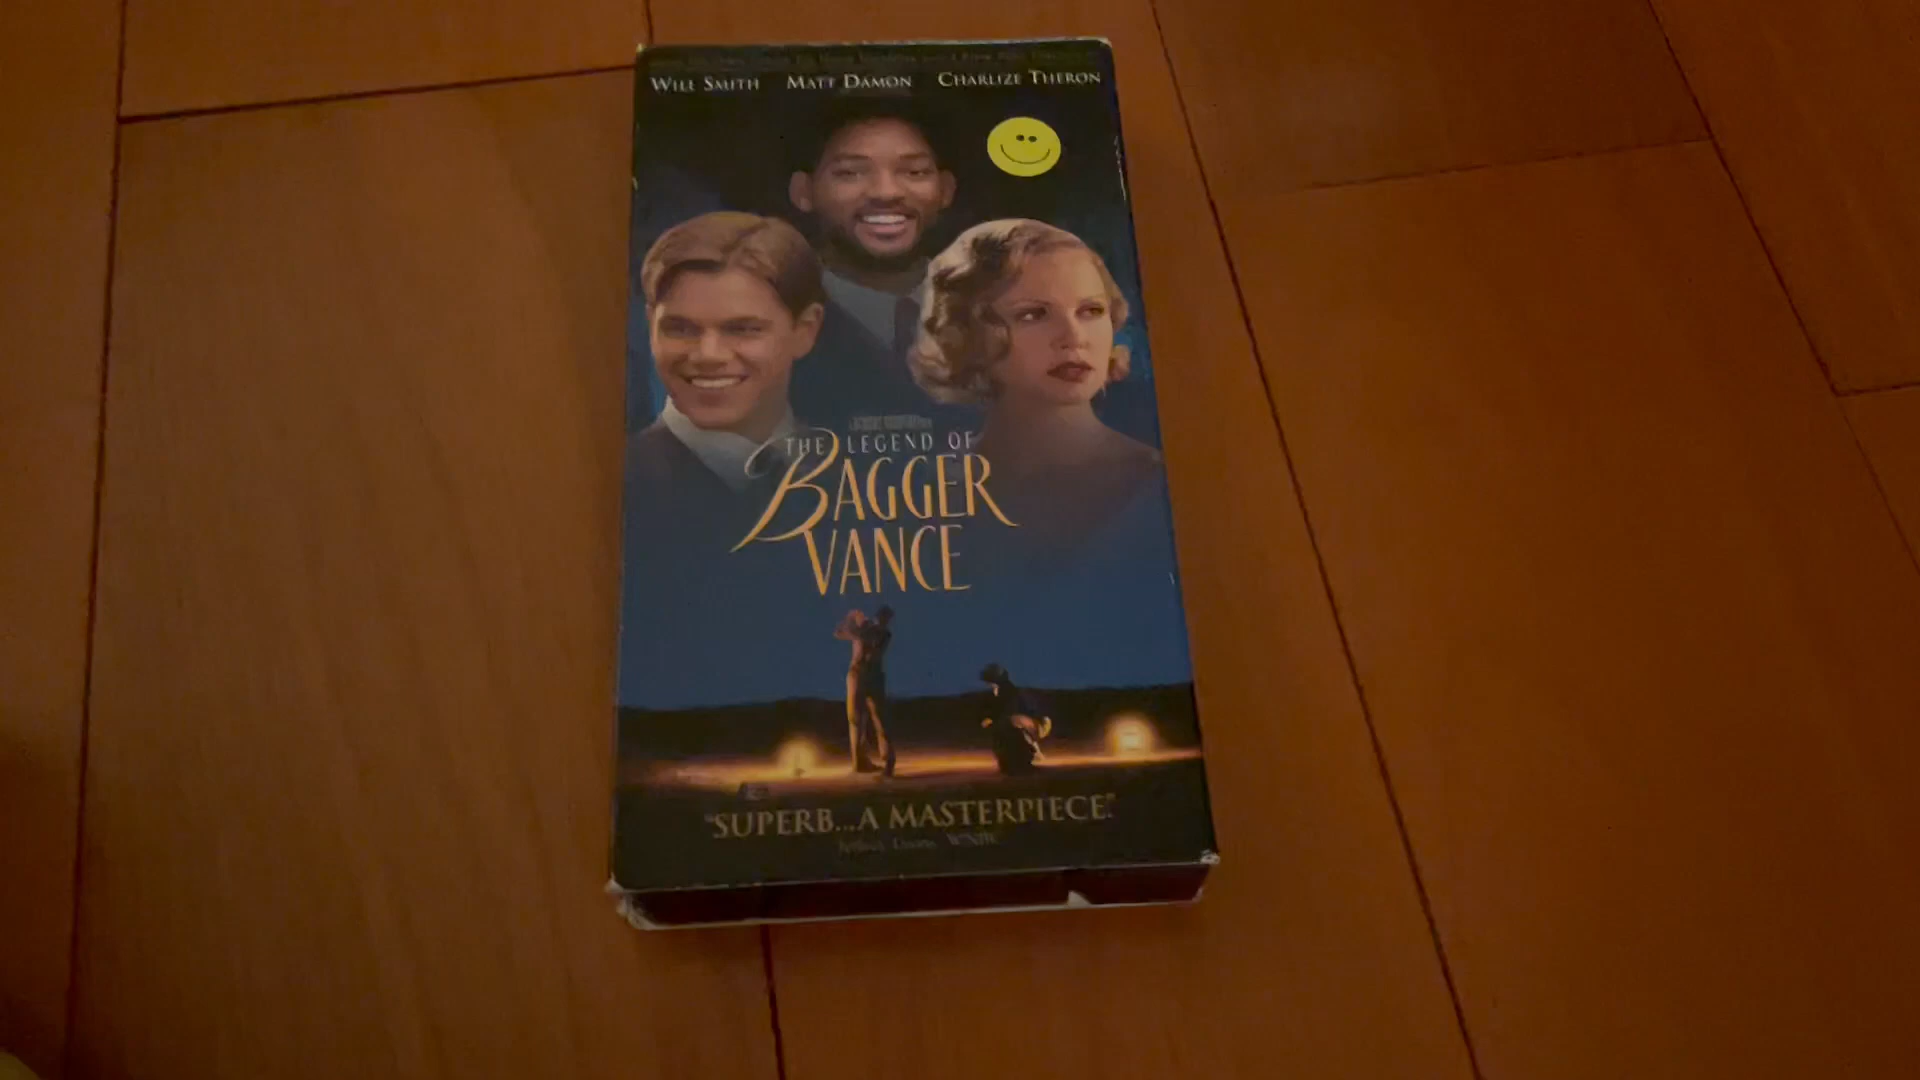 WILL SMITH MATT DAMON CHARLIZE THERON
THE LEGEND OF
BAGGER
VANCE
"SUPERB...A MASTERPIECE."